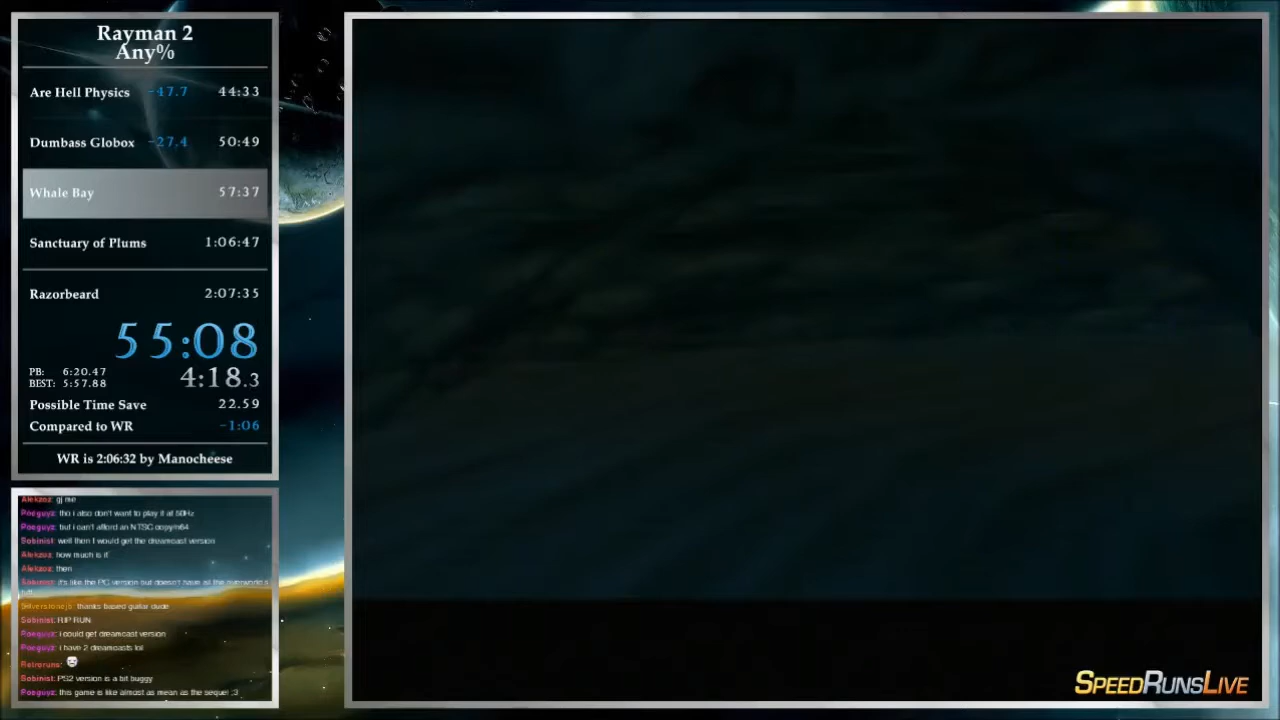 Rayman 2
Any%
Are Hell Physics -47.7 44:33
Dumbass Globox -27.4 50:49
Whale Bay 57:37
Sanctuary of Plums 1:06:47
Razorbeard 2:07:35
55:08
PB: 6:20.47
BEST: 5:57.88
4:18.3
Possible Time Save 22.59
Compared to WR -1:06
WR is 2:06:32 by Manocheese
Alekzoz: gj me
Pooguyz: tho i also don't want to play it at 50Hz
Pooguyz: but i can't afford an NTSC copy/n64
Sobinist: well then I would get the dreamcast version
Alekzoz: how much is it
Alekzoz: then
Sobinist: it's like the PC version but doesn't have all the overworld's
thanks based guitar dude
Sobinist: RIP RUN
Pooguyz: i could get dreamcast version
Pooguyz: i have 2 dreamcasts lol
Retroruns:
Sobinist: PS2 version is a bit buggy
Pooguyz: this game is like almost as mean as the sequel :3
SPEEDRUNSLIVE